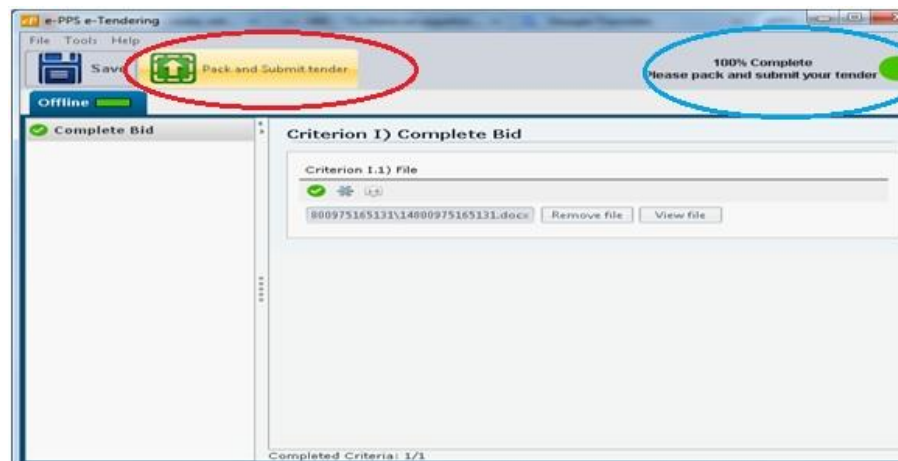 e-PPS e-Tendering
File Tools Help
Save
Pack and Submit tender
100% Complete
Please pack and submit your tender
Offline
Complete Bid
Criterion I) Complete Bid
Criterion I.1) File
800975165131\14800975165131.docx
Remove file
View file
Completed Criteria: 1/1